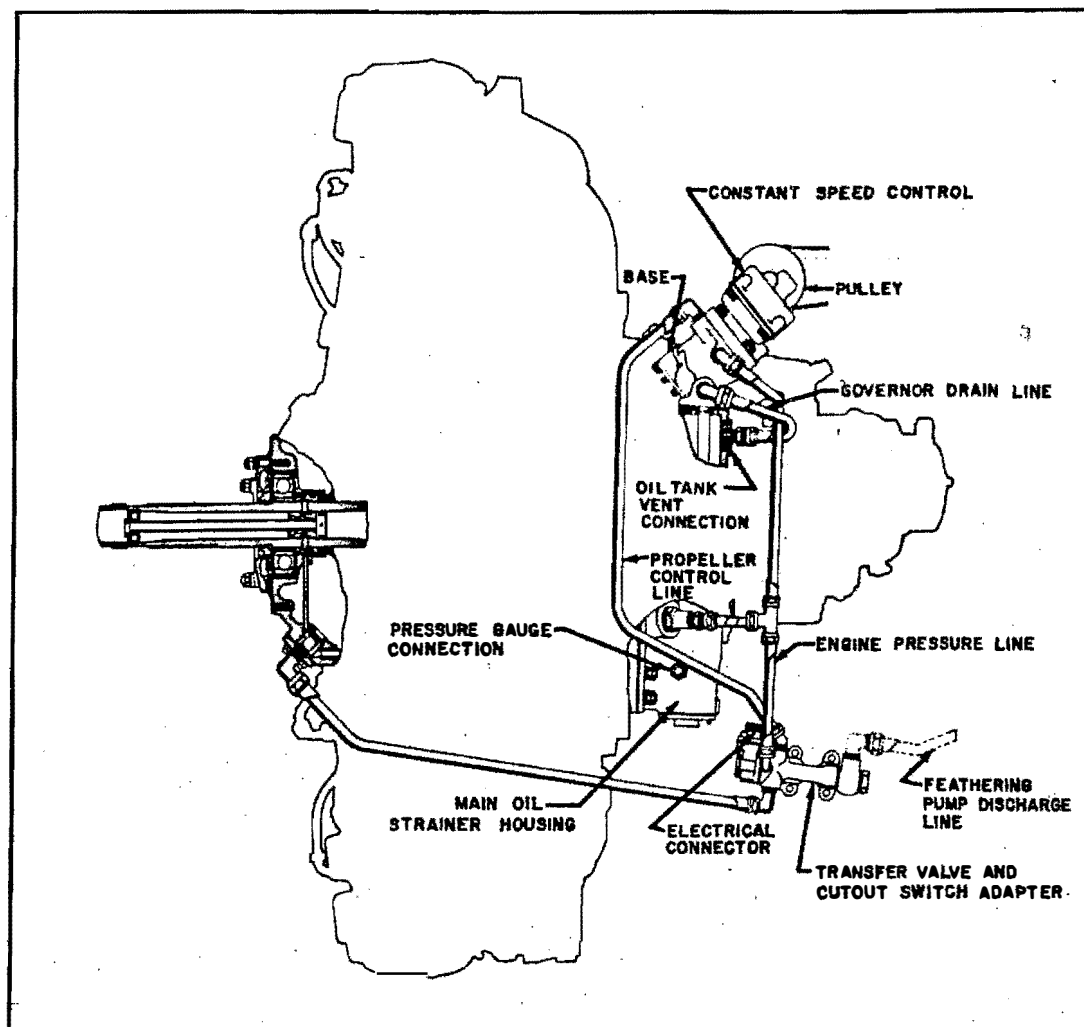 CONSTANT SPEED CONTROL
BASE
PULLEY
GOVERNOR DRAIN LINE
OIL TANK
VENT
CONNECTION
PROPELLER
CONTROL
LINE
PRESSURE GAUGE
CONNECTION
ENGINE PRESSURE LINE
MAIN OIL
STRAINER HOUSING
ELECTRICAL
CONNECTOR
FEATHERING
PUMP DISCHARGE
LINE
TRANSFER VALVE AND
CUTOUT SWITCH ADAPTER